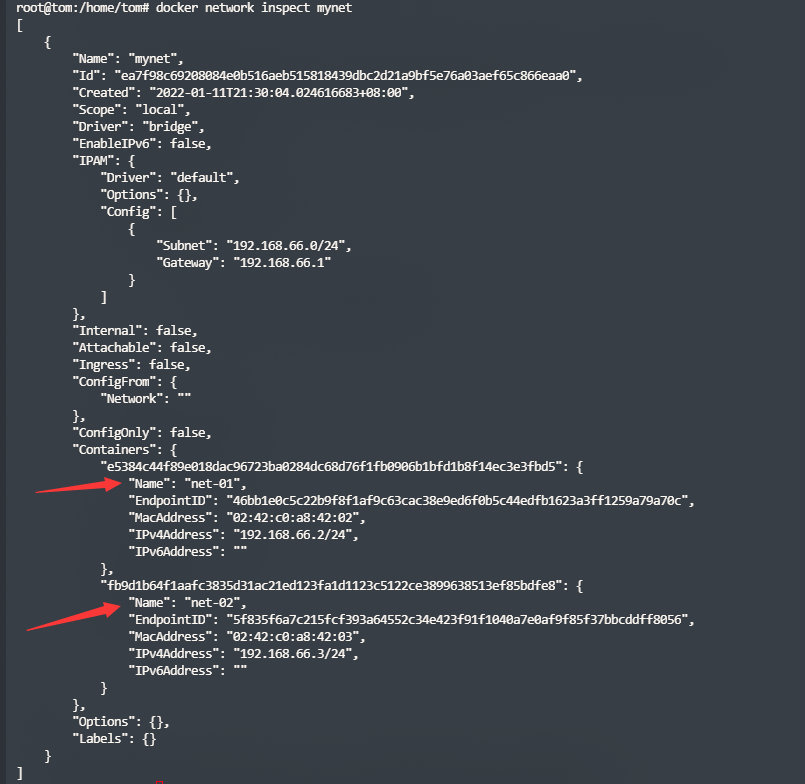 root@tom:/home/tom# docker network inspect mynet
[
    {
        "Name": "mynet",
        "Id": "ea7f98c69208084e0b516aeb515818439dbc2d21a9bf5e76a03aef65c866eaa0",
        "Created": "2022-01-11T21:30:04.024616683+08:00",
        "Scope": "local",
        "Driver": "bridge",
        "EnableIPv6": false,
        "IPAM": {
            "Driver": "default",
            "Options": {},
            "Config": [
                {
                    "Subnet": "192.168.66.0/24",
                    "Gateway": "192.168.66.1"
                }
            ]
        },
        "Internal": false,
        "Attachable": false,
        "Ingress": false,
        "ConfigFrom": {
            "Network": ""
        },
        "ConfigOnly": false,
        "Containers": {
            "e5384c44f89e018dac96723ba0284dc68d76f1fb0906b1bfd1b8f14ec3e3fbd5": {
                "Name": "net-01",
                "EndpointID": "46bb1e0c5c22b9f8f1af9c63cac38e9ed6f0b5c44edfb1623a3ff1259a79a70c",
                "MacAddress": "02:42:c0:a8:42:02",
                "IPv4Address": "192.168.66.2/24",
                "IPv6Address": ""
            },
            "fb9d1b64f1aafc3835d31ac21ed123fa1d1123c5122ce3899638513ef85bdfe8": {
                "Name": "net-02",
                "EndpointID": "5f835f6a7c215fcf393a64552c34e423f91f1040a7e0af9f85f37bbcddff8056",
                "MacAddress": "02:42:c0:a8:42:03",
                "IPv4Address": "192.168.66.3/24",
                "IPv6Address": ""
            }
        },
        "Options": {},
        "Labels": {}
    }
]